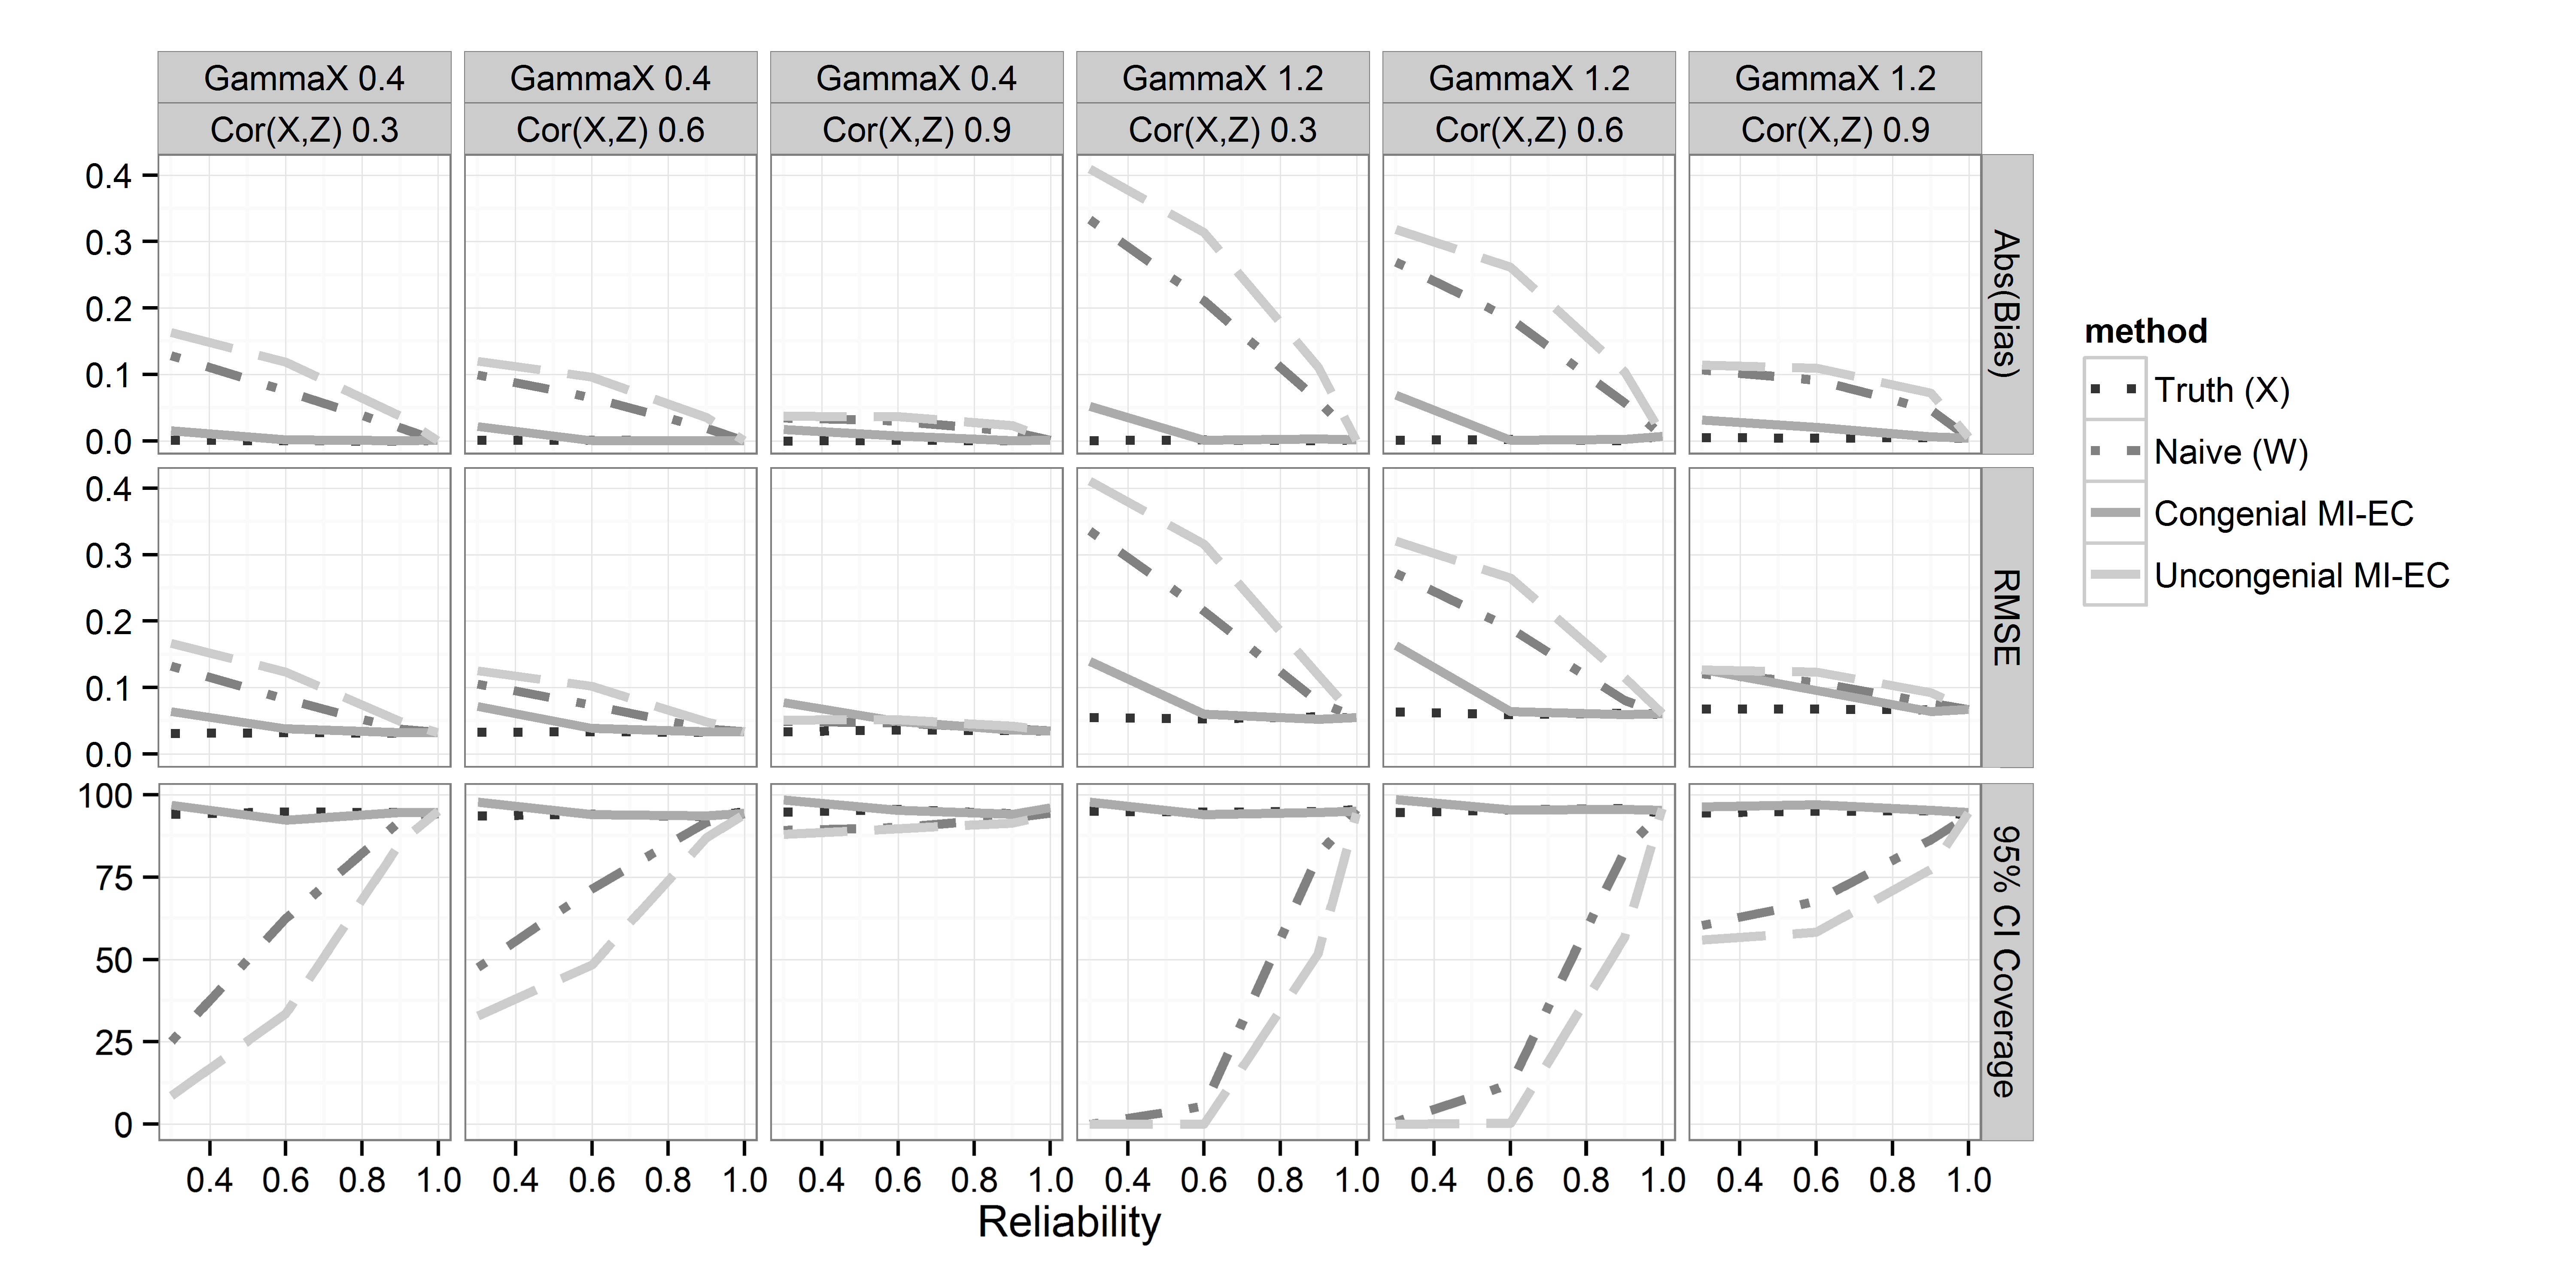 GammaX 0.4 GammaX 0.4 GammaX 0.4 GammaX 1.2 GammaX 1.2 GammaX 1.2
Cor(X,Z) 0.3 Cor(X,Z) 0.6 Cor(X,Z) 0.9 Cor(X,Z) 0.3 Cor(X,Z) 0.6 Cor(X,Z) 0.9
0.4
0.3
0.2
0.1
0.0
Abs(Bias)
0.4
0.3
0.2
0.1
0.0
RMSE
100
75
50
25
0
95% CI Coverage
0.4 0.6 0.8 1.0 0.4 0.6 0.8 1.0 0.4 0.6 0.8 1.0 0.4 0.6 0.8 1.0 0.4 0.6 0.8 1.0 0.4 0.6 0.8 1.0
Reliability
method
Truth (X)
Naive (W)
Congenial MI-EC
Uncongenial MI-EC